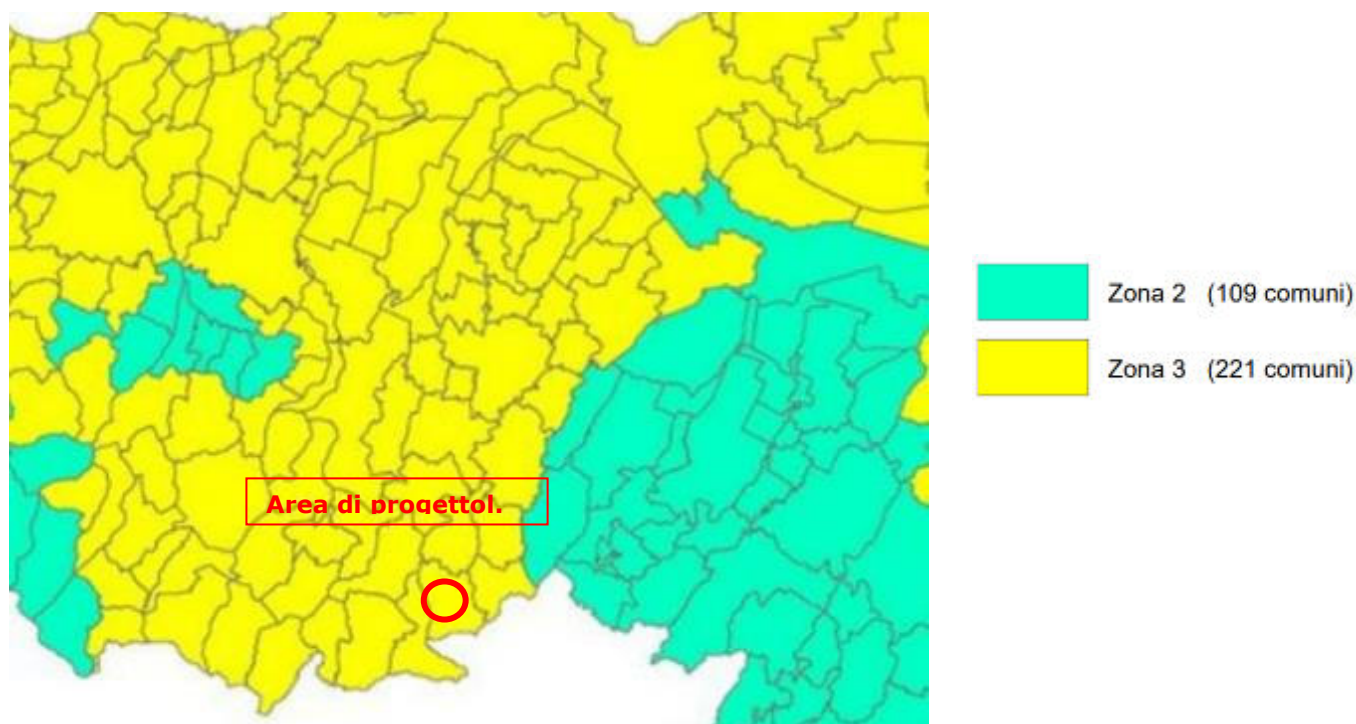 Zona 2 (109 comuni)
Zona 3 (221 comuni)
Area di progettol.